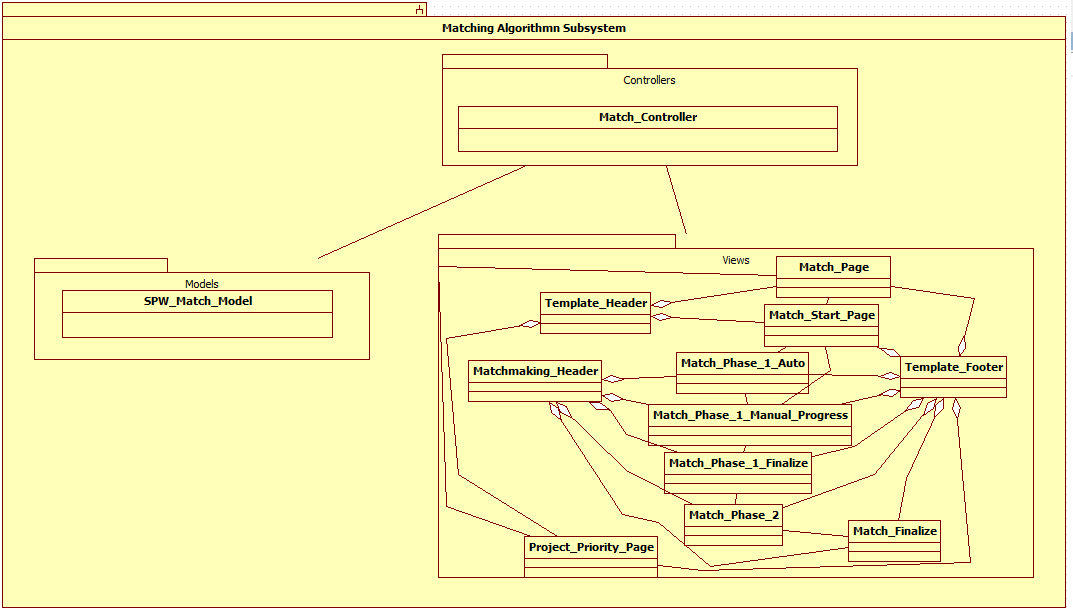 Matching Algorithmn Subsystem
Controllers
Match_Controller
Models
SPW_Match_Model
Views
Match_Page
Template_Header
Match_Start_Page
Matchmaking_Header
Match_Phase_1_Auto
Template_Footer
Match_Phase_1_Manual_Progress
Match_Phase_1_Finalize
Match_Phase_2
Match_Finalize
Project_Priority_Page